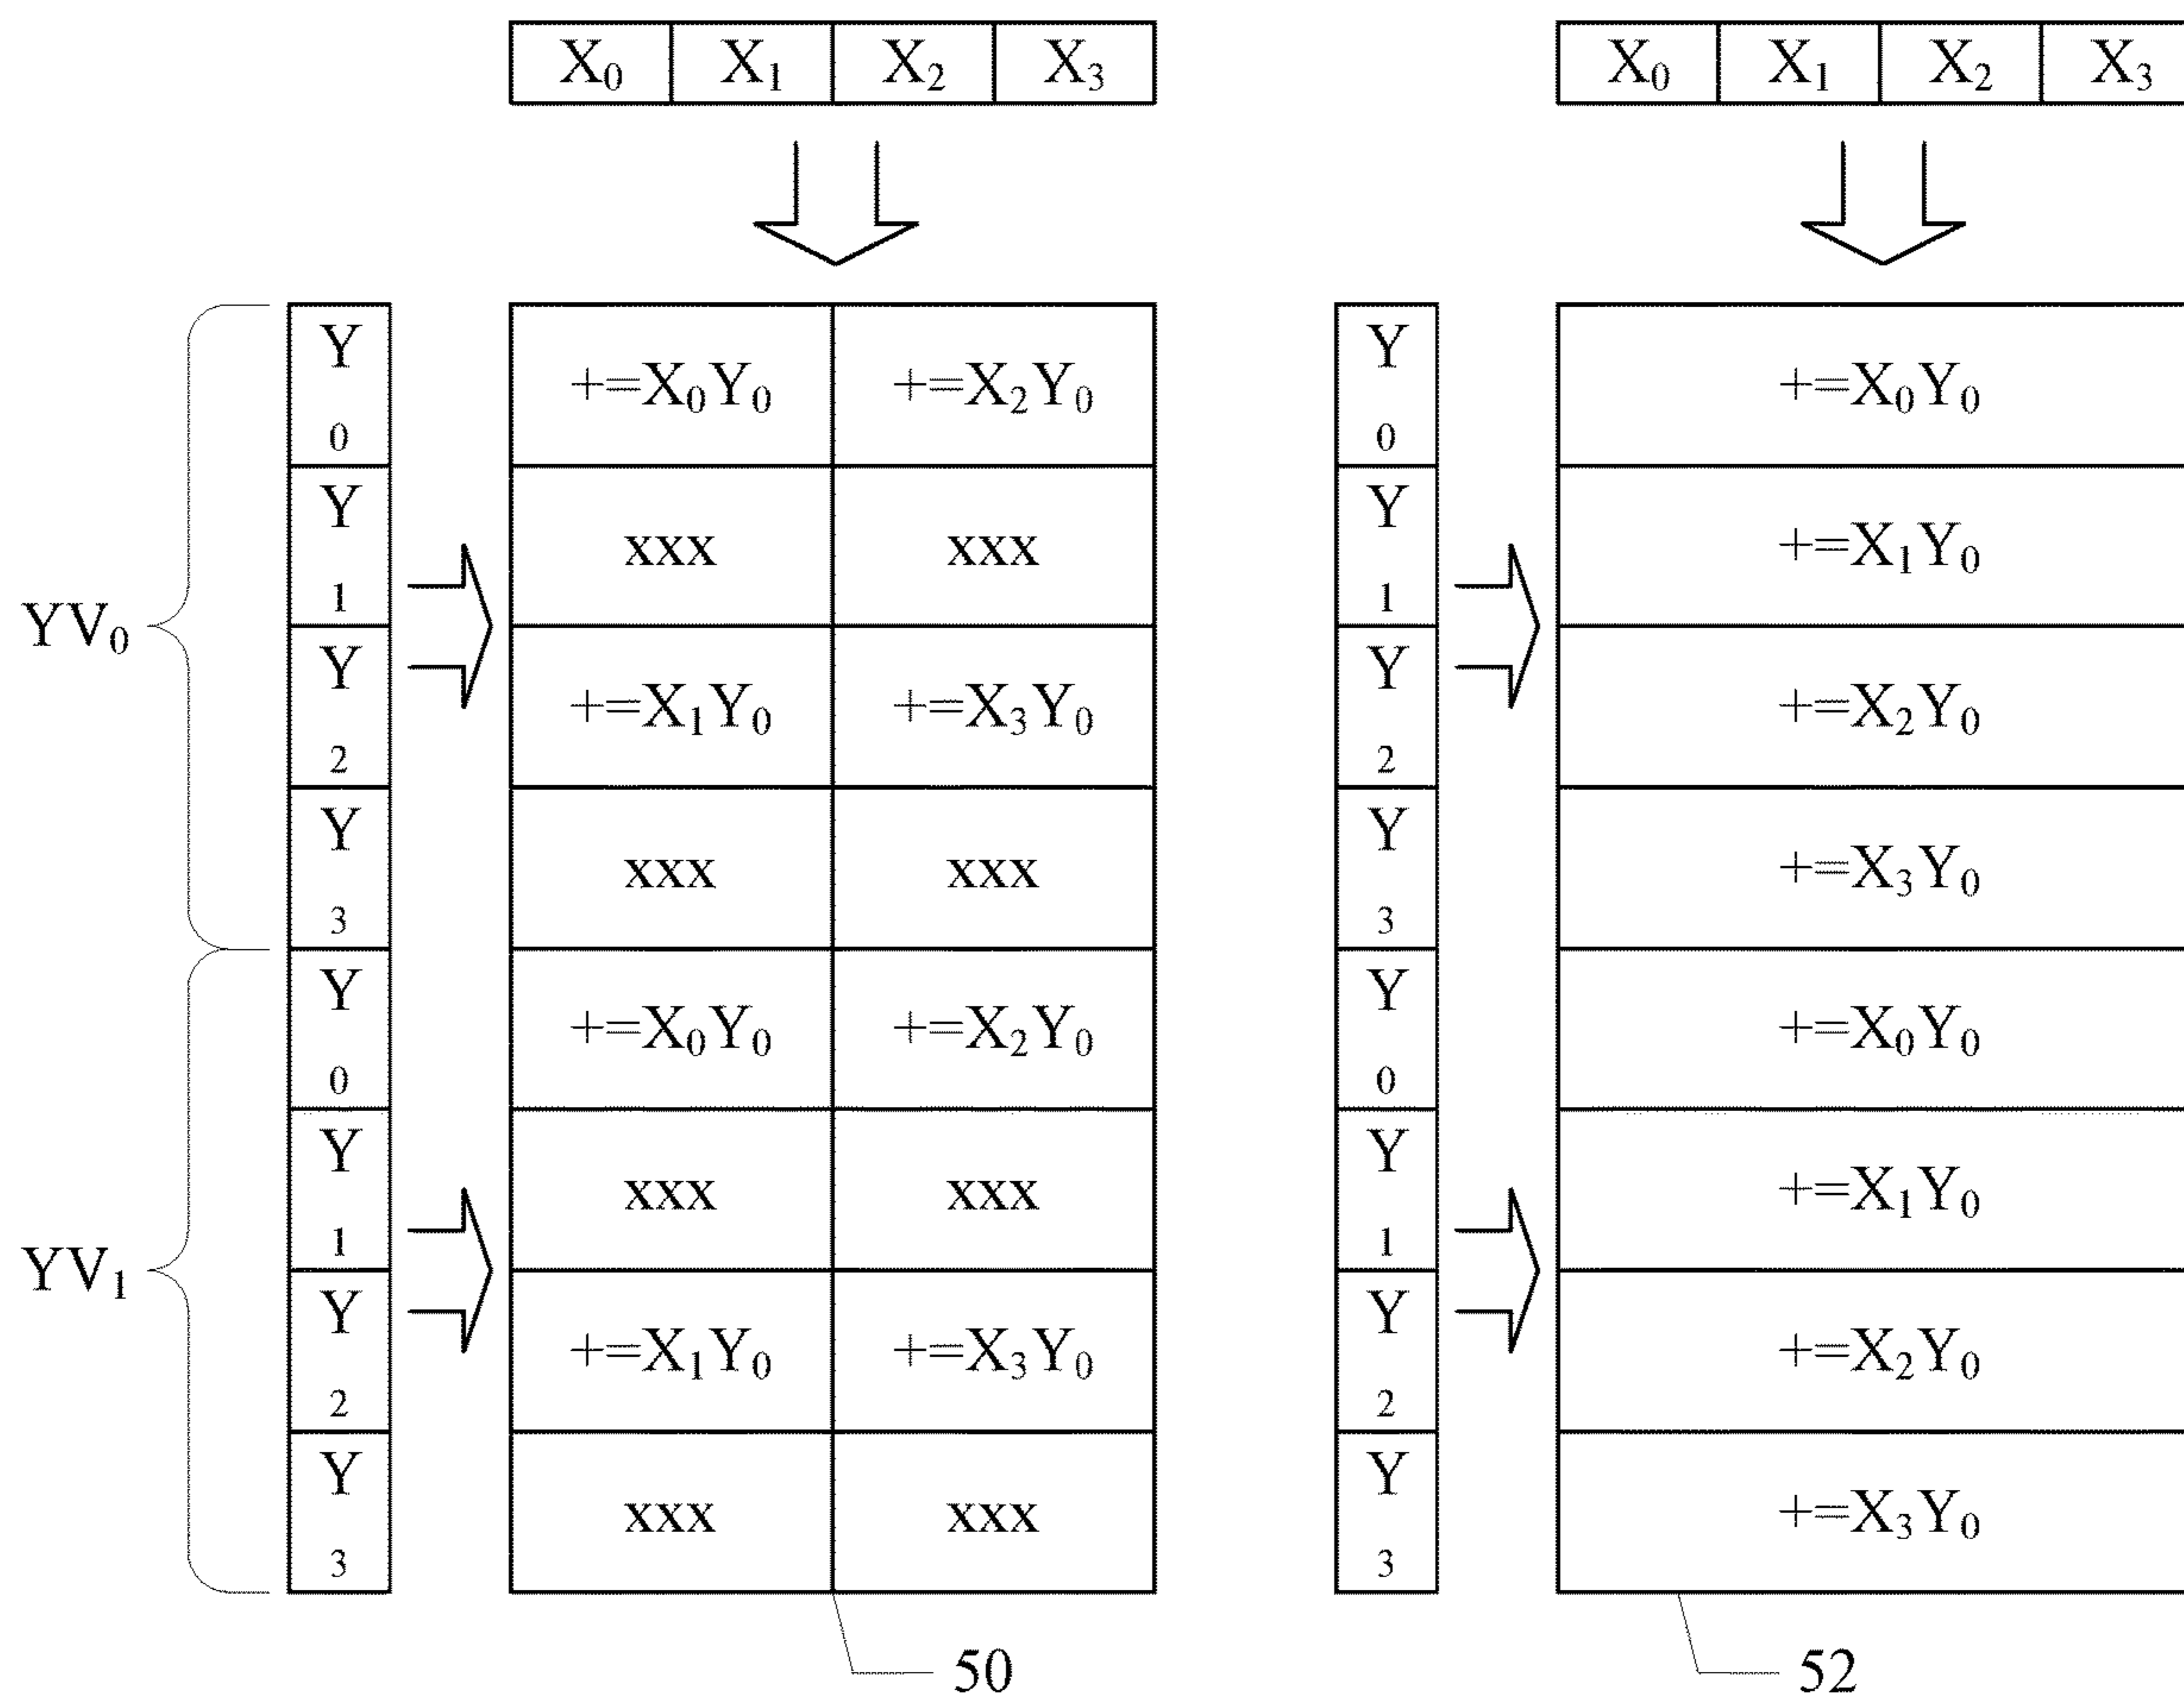 X₀ X₁ X₂ X₃ X₀ X₁ X₂ X₃
Y₀ +=X₀Y₀ +=X₂Y₀ Y₀ +=X₀Y₀
Y₁ xxx xxx Y₁ +=X₁Y₀
YV₀
Y₂ +=X₁Y₀ +=X₃Y₀ Y₂ +=X₂Y₀
Y₃ xxx xxx Y₃ +=X₃Y₀
Y₀ +=X₀Y₀ +=X₂Y₀ Y₀ +=X₀Y₀
Y₁ xxx xxx Y₁ +=X₁Y₀
YV₁
Y₂ +=X₁Y₀ +=X₃Y₀ Y₂ +=X₂Y₀
Y₃ xxx xxx Y₃ +=X₃Y₀
50 52